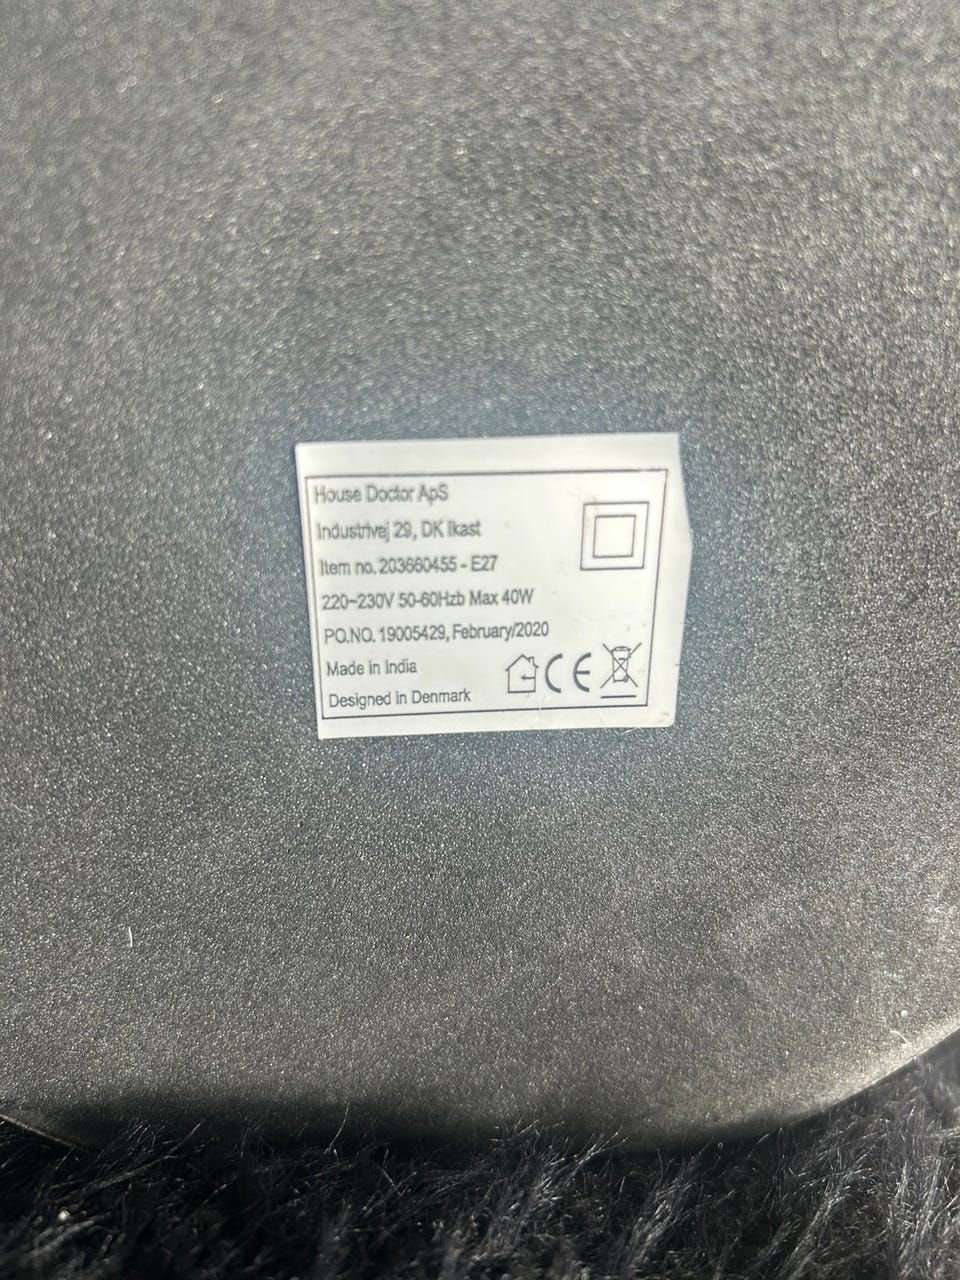 House Doctor ApS
Industrivej 29, DK Ikast
Item no. 203660455 - E27
220~230V 50-60Hzb Max 40W
PO.NO. 19005429, February/2020
Made in India
Designed in Denmark
CE